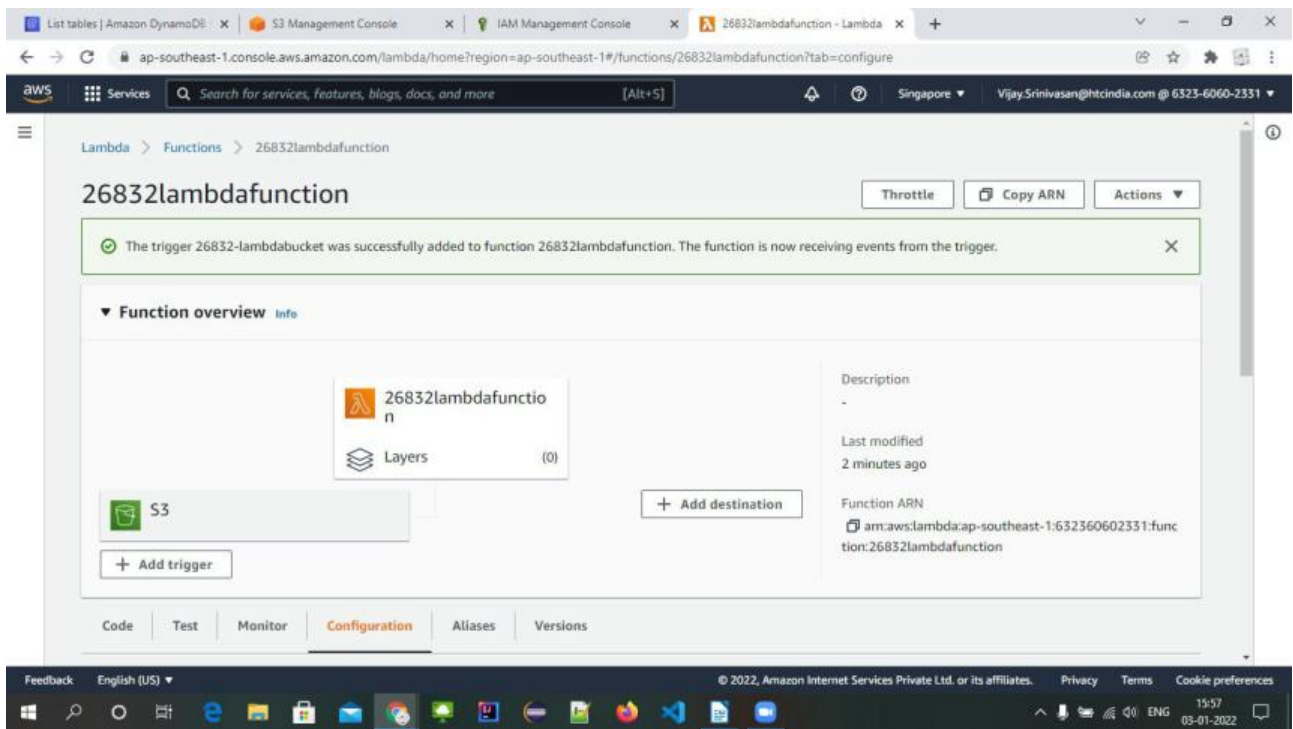 List tables | Amazon DynamoDB
S3 Management Console
IAM Management Console
26832lambdafunction - Lambda
ap-southeast-1.console.aws.amazon.com/lambda/home?region=ap-southeast-1#/functions/26832lambdafunction?tab=configure
aws
Services
Search for services, features, blogs, docs, and more
[Alt+S]
Singapore
Vijay.Srinivasan@htcindia.com @ 6323-6060-2331
Lambda > Functions > 26832lambdafunction
26832lambdafunction
Throttle
Copy ARN
Actions
The trigger 26832-lambdabucket was successfully added to function 26832lambdafunction. The function is now receiving events from the trigger.
Function overview Info
26832lambdafunctio
n
Layers (0)
S3
+ Add trigger
+ Add destination
Description
-
Last modified
2 minutes ago
Function ARN
arn:aws:lambda:ap-southeast-1:632360602331:func
tion:26832lambdafunction
Code
Test
Monitor
Configuration
Aliases
Versions
Feedback
English (US)
© 2022, Amazon Internet Services Private Ltd. or its affiliates.
Privacy
Terms
Cookie preferences
ENG
15:57
03-01-2022